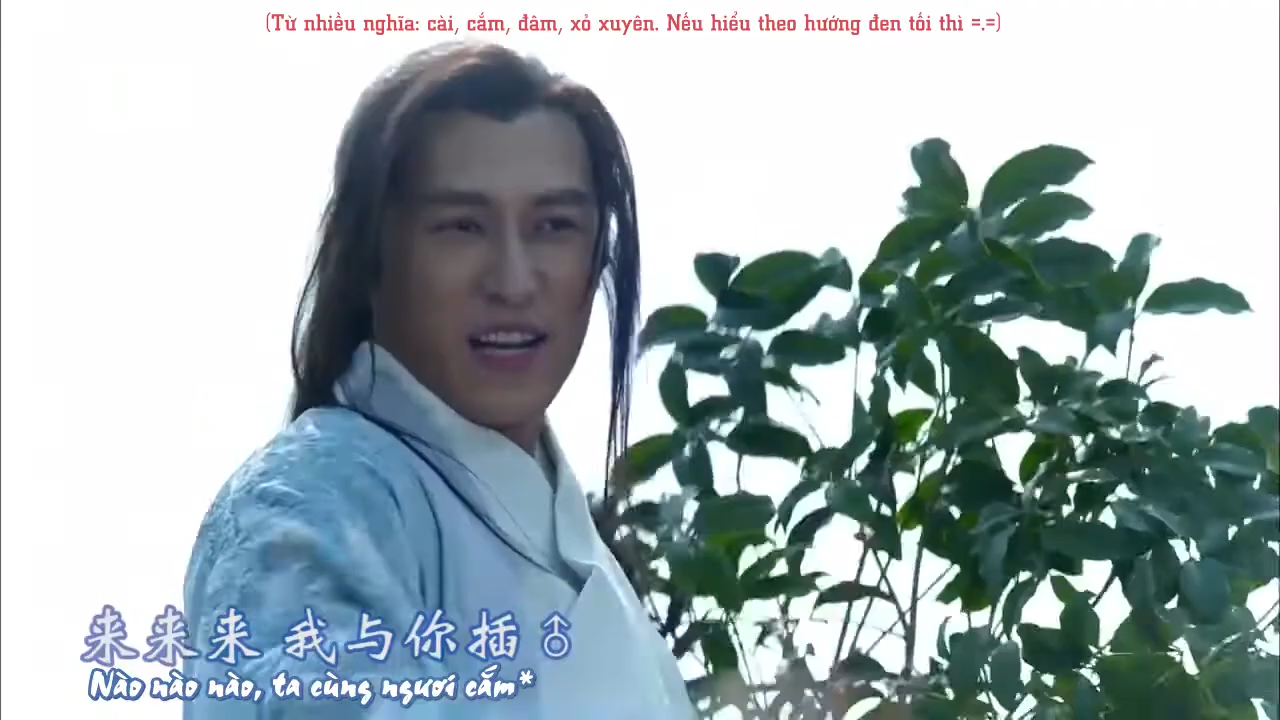 (Từ nhiều nghĩa: cài, cắm, đâm, xỏ xuyên. Nếu hiểu theo hướng đen tối thì =.=)
来来来 我与你插♂
Nào nào nào, ta cùng ngươi cắm*